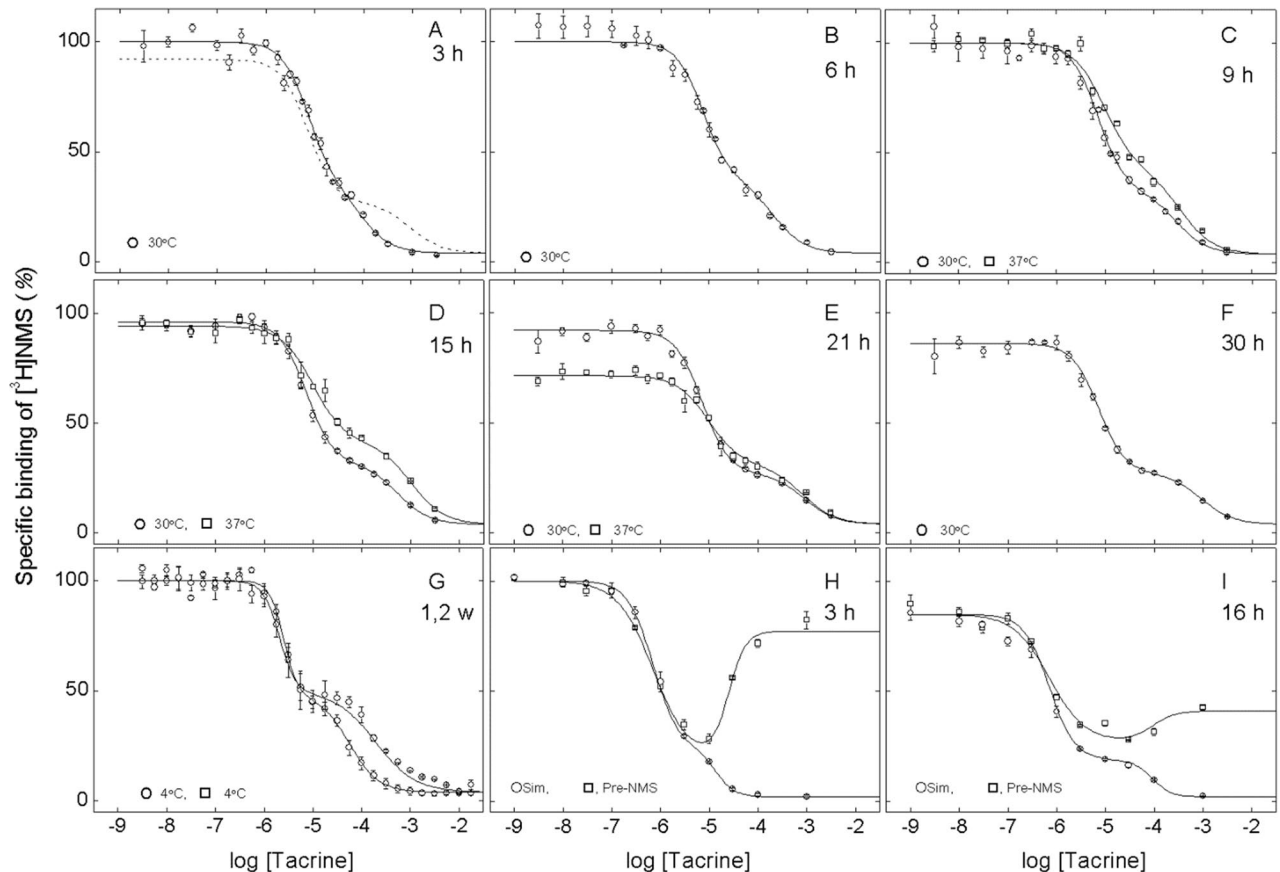 Specific binding of [³H]NMS (%)
100
50
0
A
3 h
30°C
B
6 h
30°C
C
9 h
30°C, 37°C
100
50
0
D
15 h
30°C, 37°C
E
21 h
30°C, 37°C
F
30 h
30°C
100
50
0
G
1,2 w
4°C, 4°C
H
3 h
Sim, , Pre-NMS
I
16 h
Sim, , Pre-NMS
-9 -8 -7 -6 -5 -4 -3 -2
-9 -8 -7 -6 -5 -4 -3 -2
-9 -8 -7 -6 -5 -4 -3 -2
log [Tacrine]
log [Tacrine]
log [Tacrine]